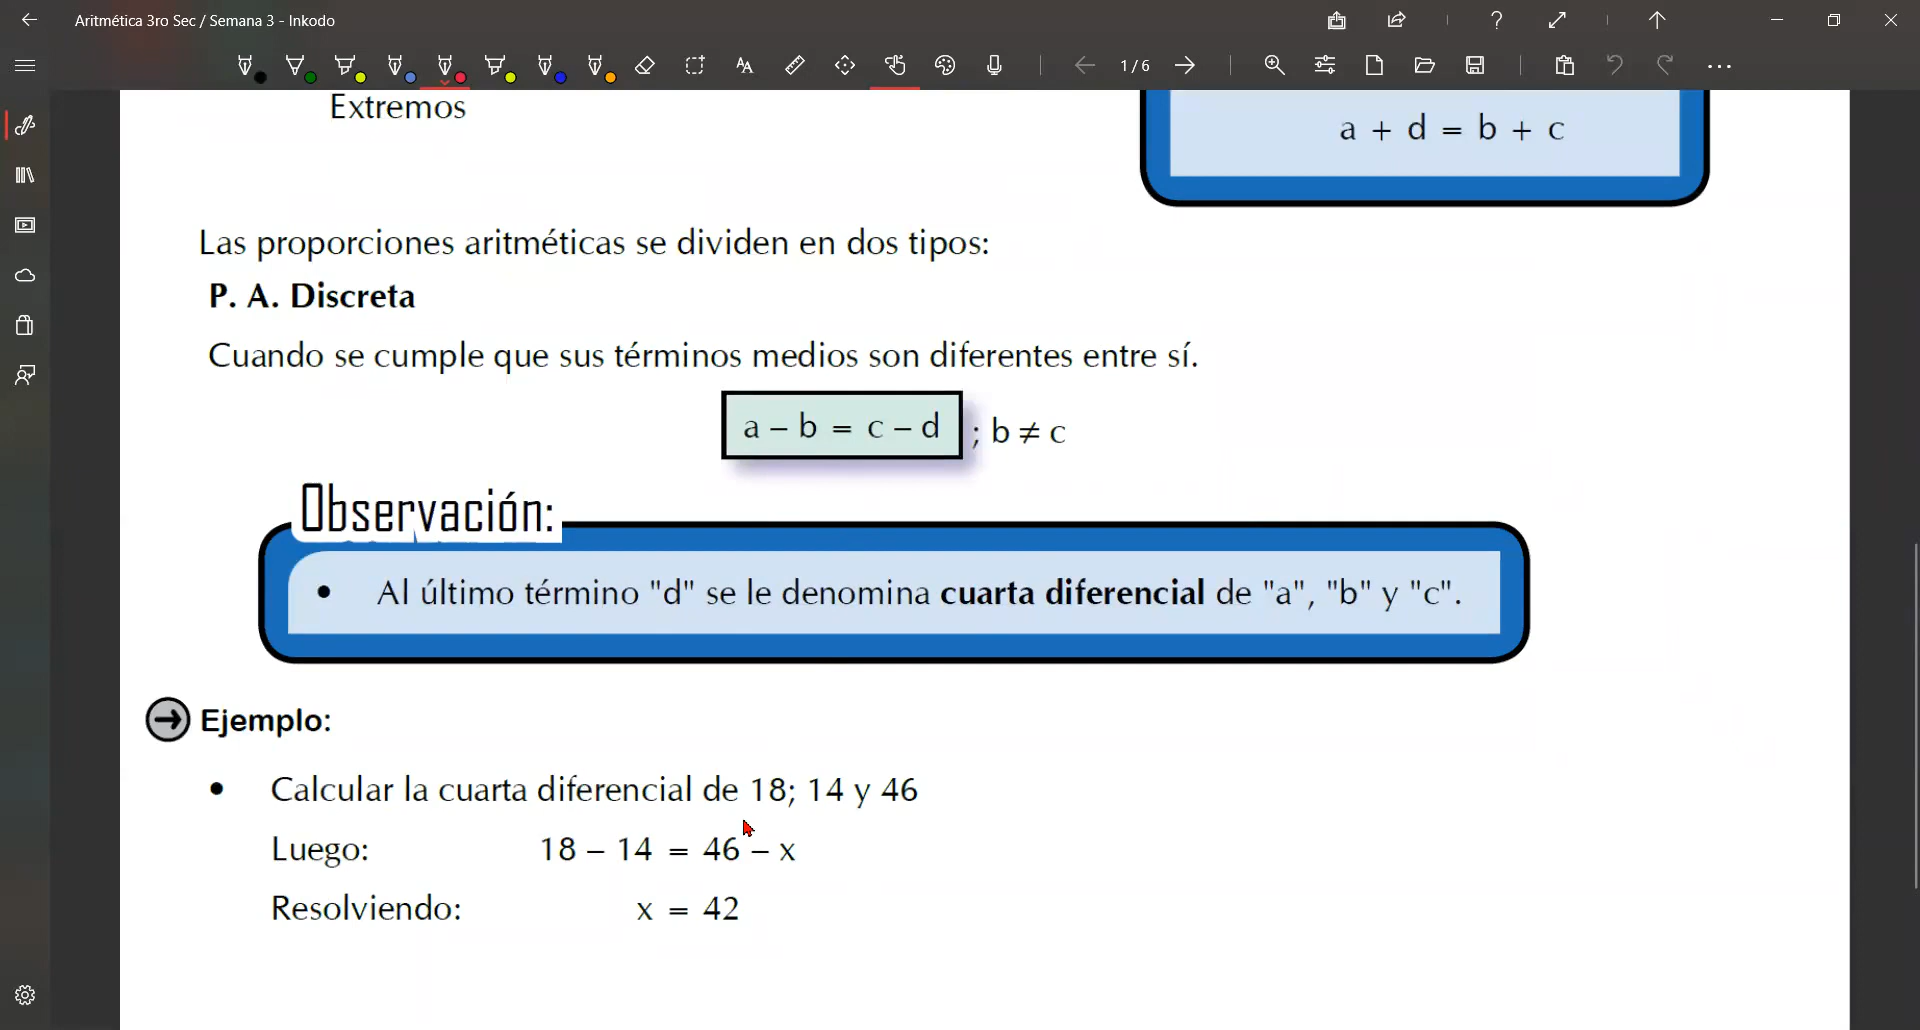 Aritmética 3ro Sec / Semana 3 - Inkodo
1 / 6
Extremos
a + d = b + c
Las proporciones aritméticas se dividen en dos tipos:
P. A. Discreta
Cuando se cumple que sus términos medios son diferentes entre sí.
a – b = c – d ; b ≠ c
Observación:
• Al último término "d" se le denomina cuarta diferencial de "a", "b" y "c".
Ejemplo:
• Calcular la cuarta diferencial de 18; 14 y 46
Luego: 18 – 14 = 46 – x
Resolviendo: x = 42